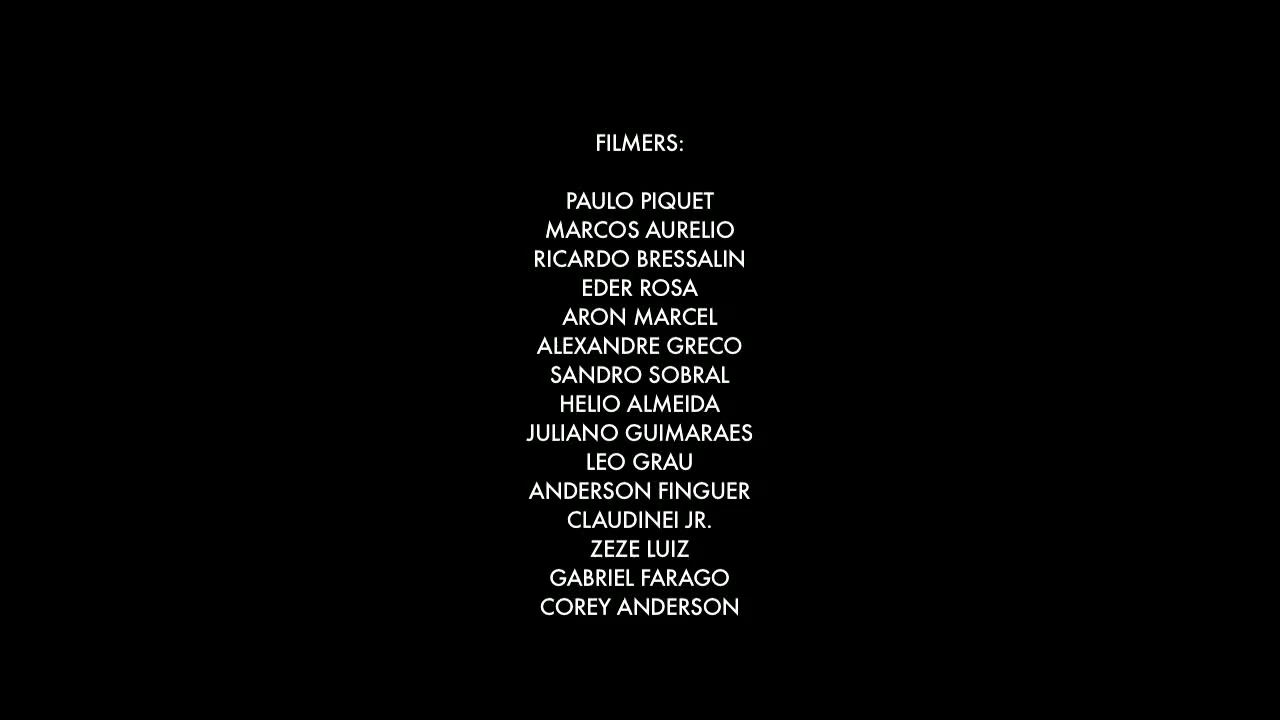 FILMERS:
PAULO PIQUET
MARCOS AURELIO
RICARDO BRESSALIN
EDER ROSA
ARON MARCEL
ALEXANDRE GRECO
SANDRO SOBRAL
HELIO ALMEIDA
JULIANO GUIMARAES
LEO GRAU
ANDERSON FINGUER
CLAUDINEI JR.
ZEZE LUIZ
GABRIEL FARAGO
COREY ANDERSON